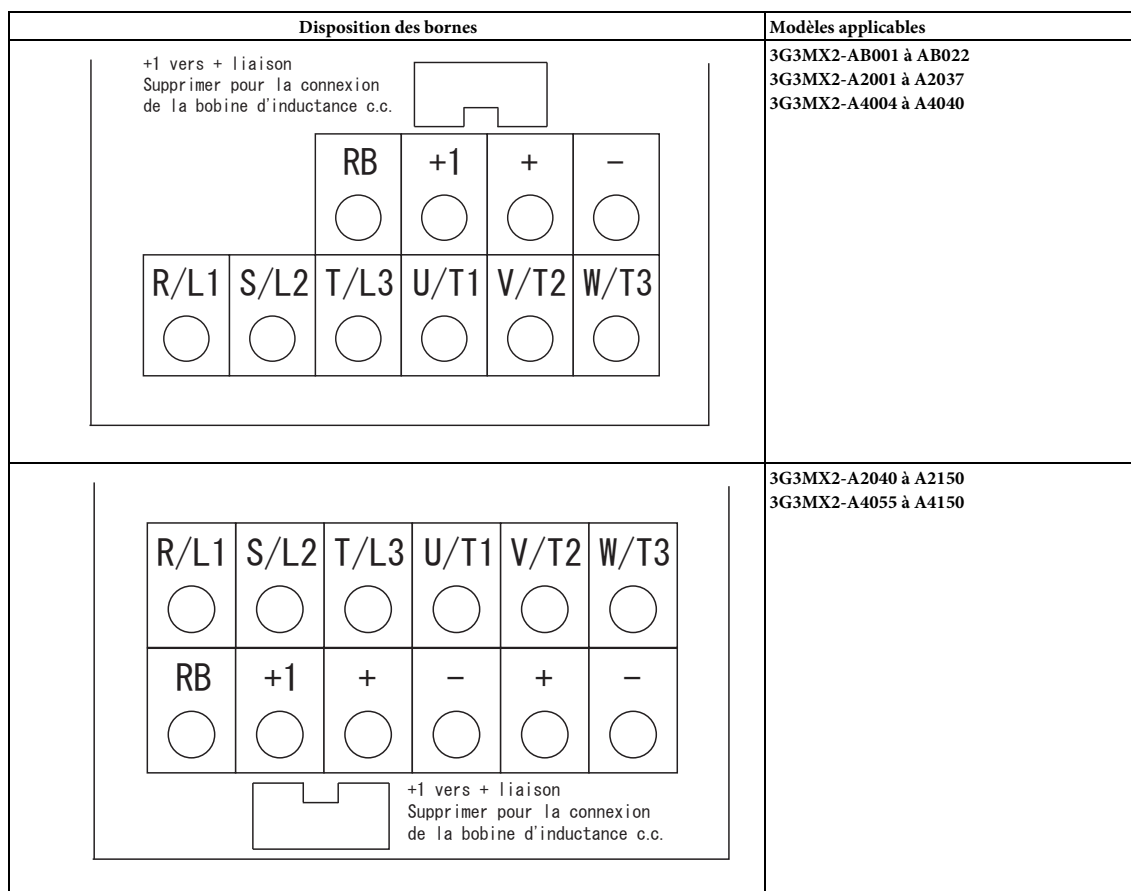 Disposition des bornes
Modèles applicables
+1 vers + liaison
Supprimer pour la connexion
de la bobine d'inductance c.c.
RB +1 + −
R/L1 S/L2 T/L3 U/T1 V/T2 W/T3
3G3MX2-AB001 à AB022
3G3MX2-A2001 à A2037
3G3MX2-A4004 à A4040
R/L1 S/L2 T/L3 U/T1 V/T2 W/T3
RB +1 + − + −
+1 vers + liaison
Supprimer pour la connexion
de la bobine d'inductance c.c.
3G3MX2-A2040 à A2150
3G3MX2-A4055 à A4150